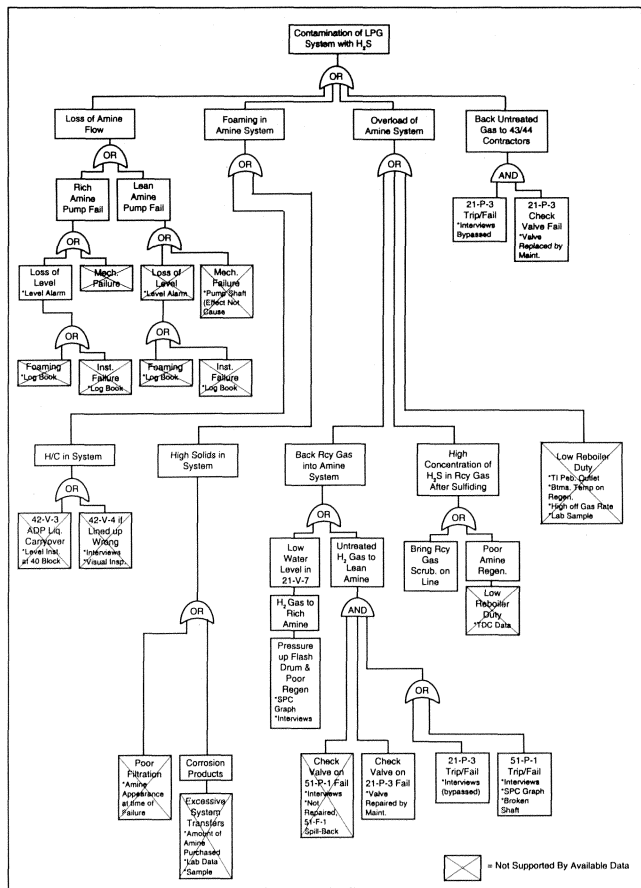 Contamination of LPG
System with H₂S
OR
Loss of Amine
Flow
Foaming in
Amine System
Overload of
Amine System
Back Untreated
Gas to 43/44
Contractors
OR
OR
OR
AND
Rich
Amine
Pump Fail
Lean
Amine
Pump Fail
21-P-3
Trip/Fail
*Interviews
Bypassed
21-P-3
Check
Valve Fail
*Valve
Replaced by
Maint.
OR
OR
Loss of
Level
*Level Alarm
Mech.
Failure
Loss of
Level
*Level Alarm
Mech.
Failure
*Pump Shaft
(Effect Not
Cause
OR
OR
Foaming
*Log Book
Inst.
Failure
*Log Book
Foaming
*Log Book
Inst.
Failure
*Log Book
H/C in System
High Solids in
System
Back Rcy Gas
into Amine
System
High
Concentration of
H₂S in Rcy Gas
After Sulfiding
Low Reboiler
Duty
*TI Peb. Outlet
*Btms. Temp on
Regen.
*High off Gas Rate
*Lab Sample
OR
OR
OR
42-V-3
ADP Liq.
Carryover
*Level Inst.
at 40 Block
42-V-4 if
Lined up
Wrong
*Interviews
*Visual Insp.
Low
Water
Level in
21-V-7
Untreated
H₂ Gas to
Lean
Amine
Bring Rcy
Gas
Scrub. on
Line
Poor
Amine
Regen.
H₂ Gas to
Rich
Amine
AND
Low
Reboiler
Duty
*TDC Data
OR
Pressure
up Flash
Drum &
Poor
Regen
*SPC
Graph
*Interviews
OR
Poor
Filtration
*Amine
Appearance
at time of
Failure
Corrosion
Products
Check
Valve on
51-P-1 Fail
*Interviews
*Not
Repaired,
51-F-1
Spill-Back
Check
Valve on
21-P-3 Fail
*Valve
Repaired by
Maint.
21-P-3
Trip/Fail
*Interviews
(bypassed)
51-P-1
Trip/Fail
*Interviews
*SPC Graph
*Broken
Shaft
Excessive
System
Transfers
*Amount of
Amine
Purchased
*Lab Data
*Sample
= Not Supported By Available Data